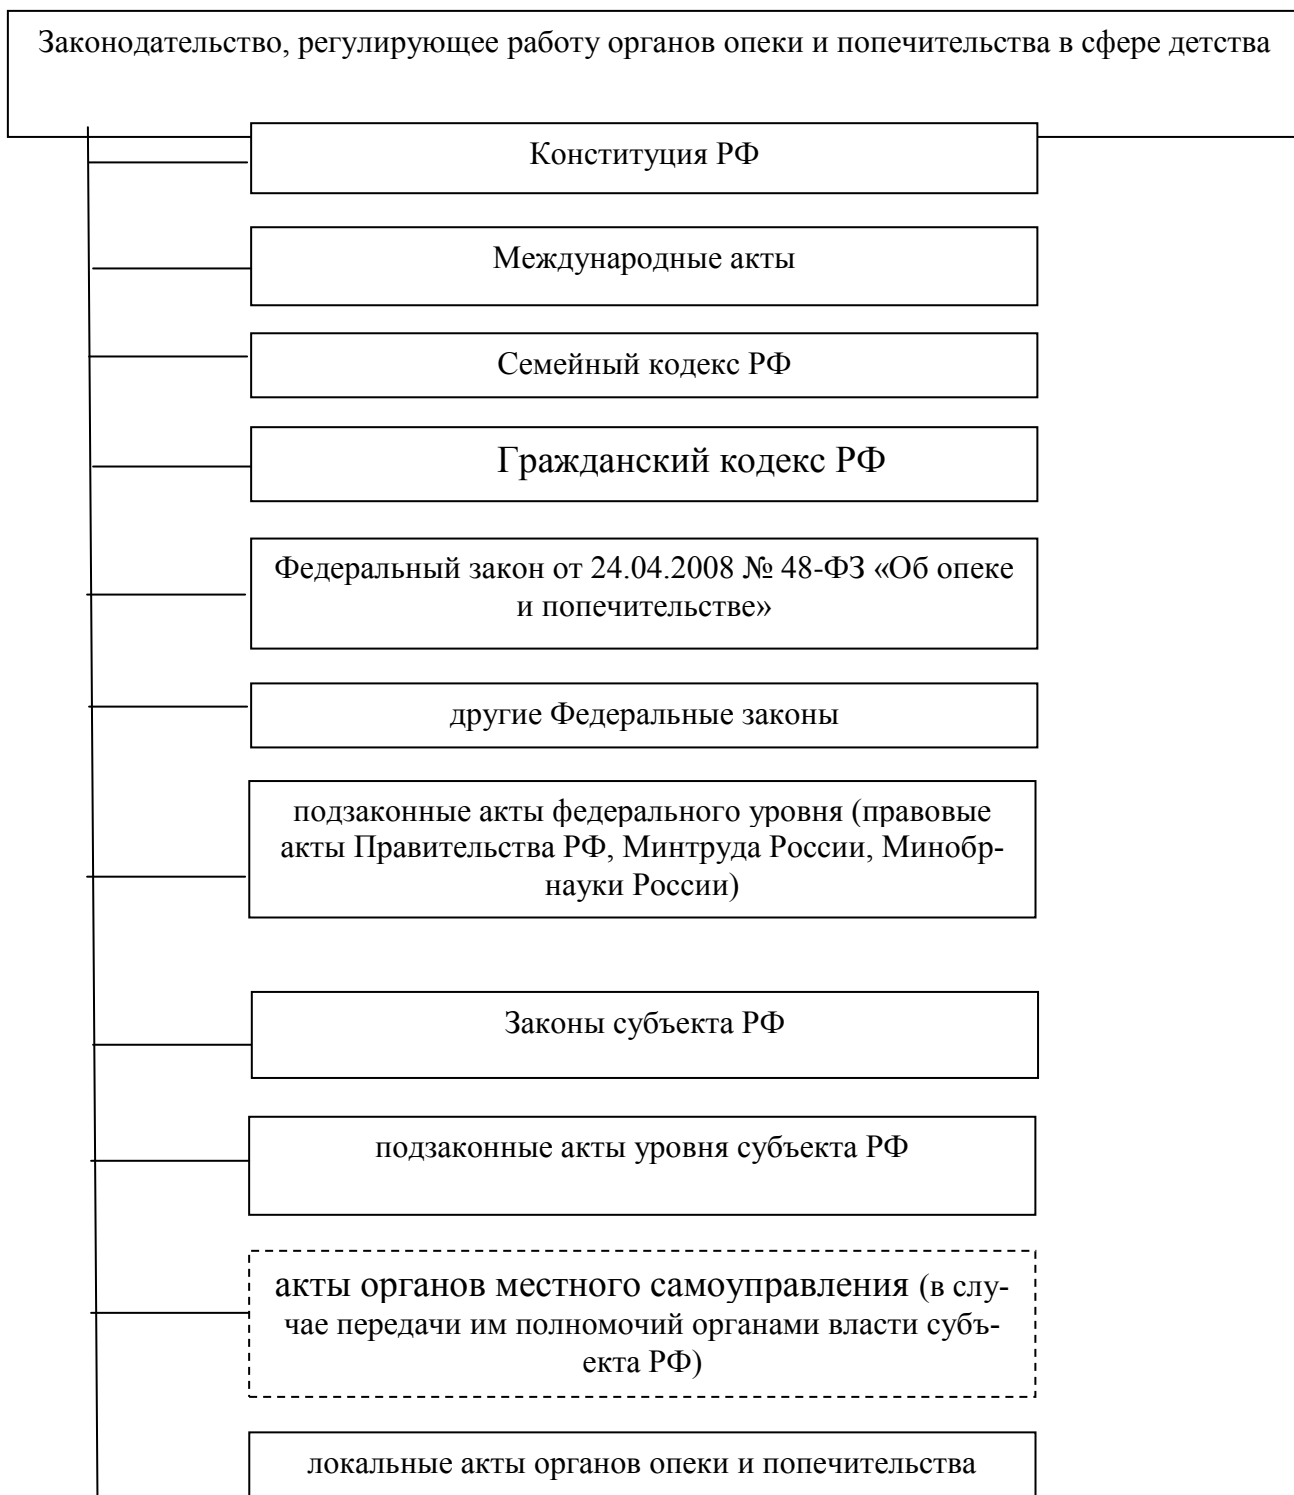 Законодательство, регулирующее работу органов опеки и попечительства в сфере детства
Конституция РФ
Международные акты
Семейный кодекс РФ
Гражданский кодекс РФ
Федеральный закон от 24.04.2008 № 48-ФЗ «Об опеке
и попечительстве»
другие Федеральные законы
подзаконные акты федерального уровня (правовые
акты Правительства РФ, Минтруда России, Минобр-
науки России)
Законы субъекта РФ
подзаконные акты уровня субъекта РФ
акты органов местного самоуправления (в слу-
чае передачи им полномочий органами власти субъ-
екта РФ)
локальные акты органов опеки и попечительства